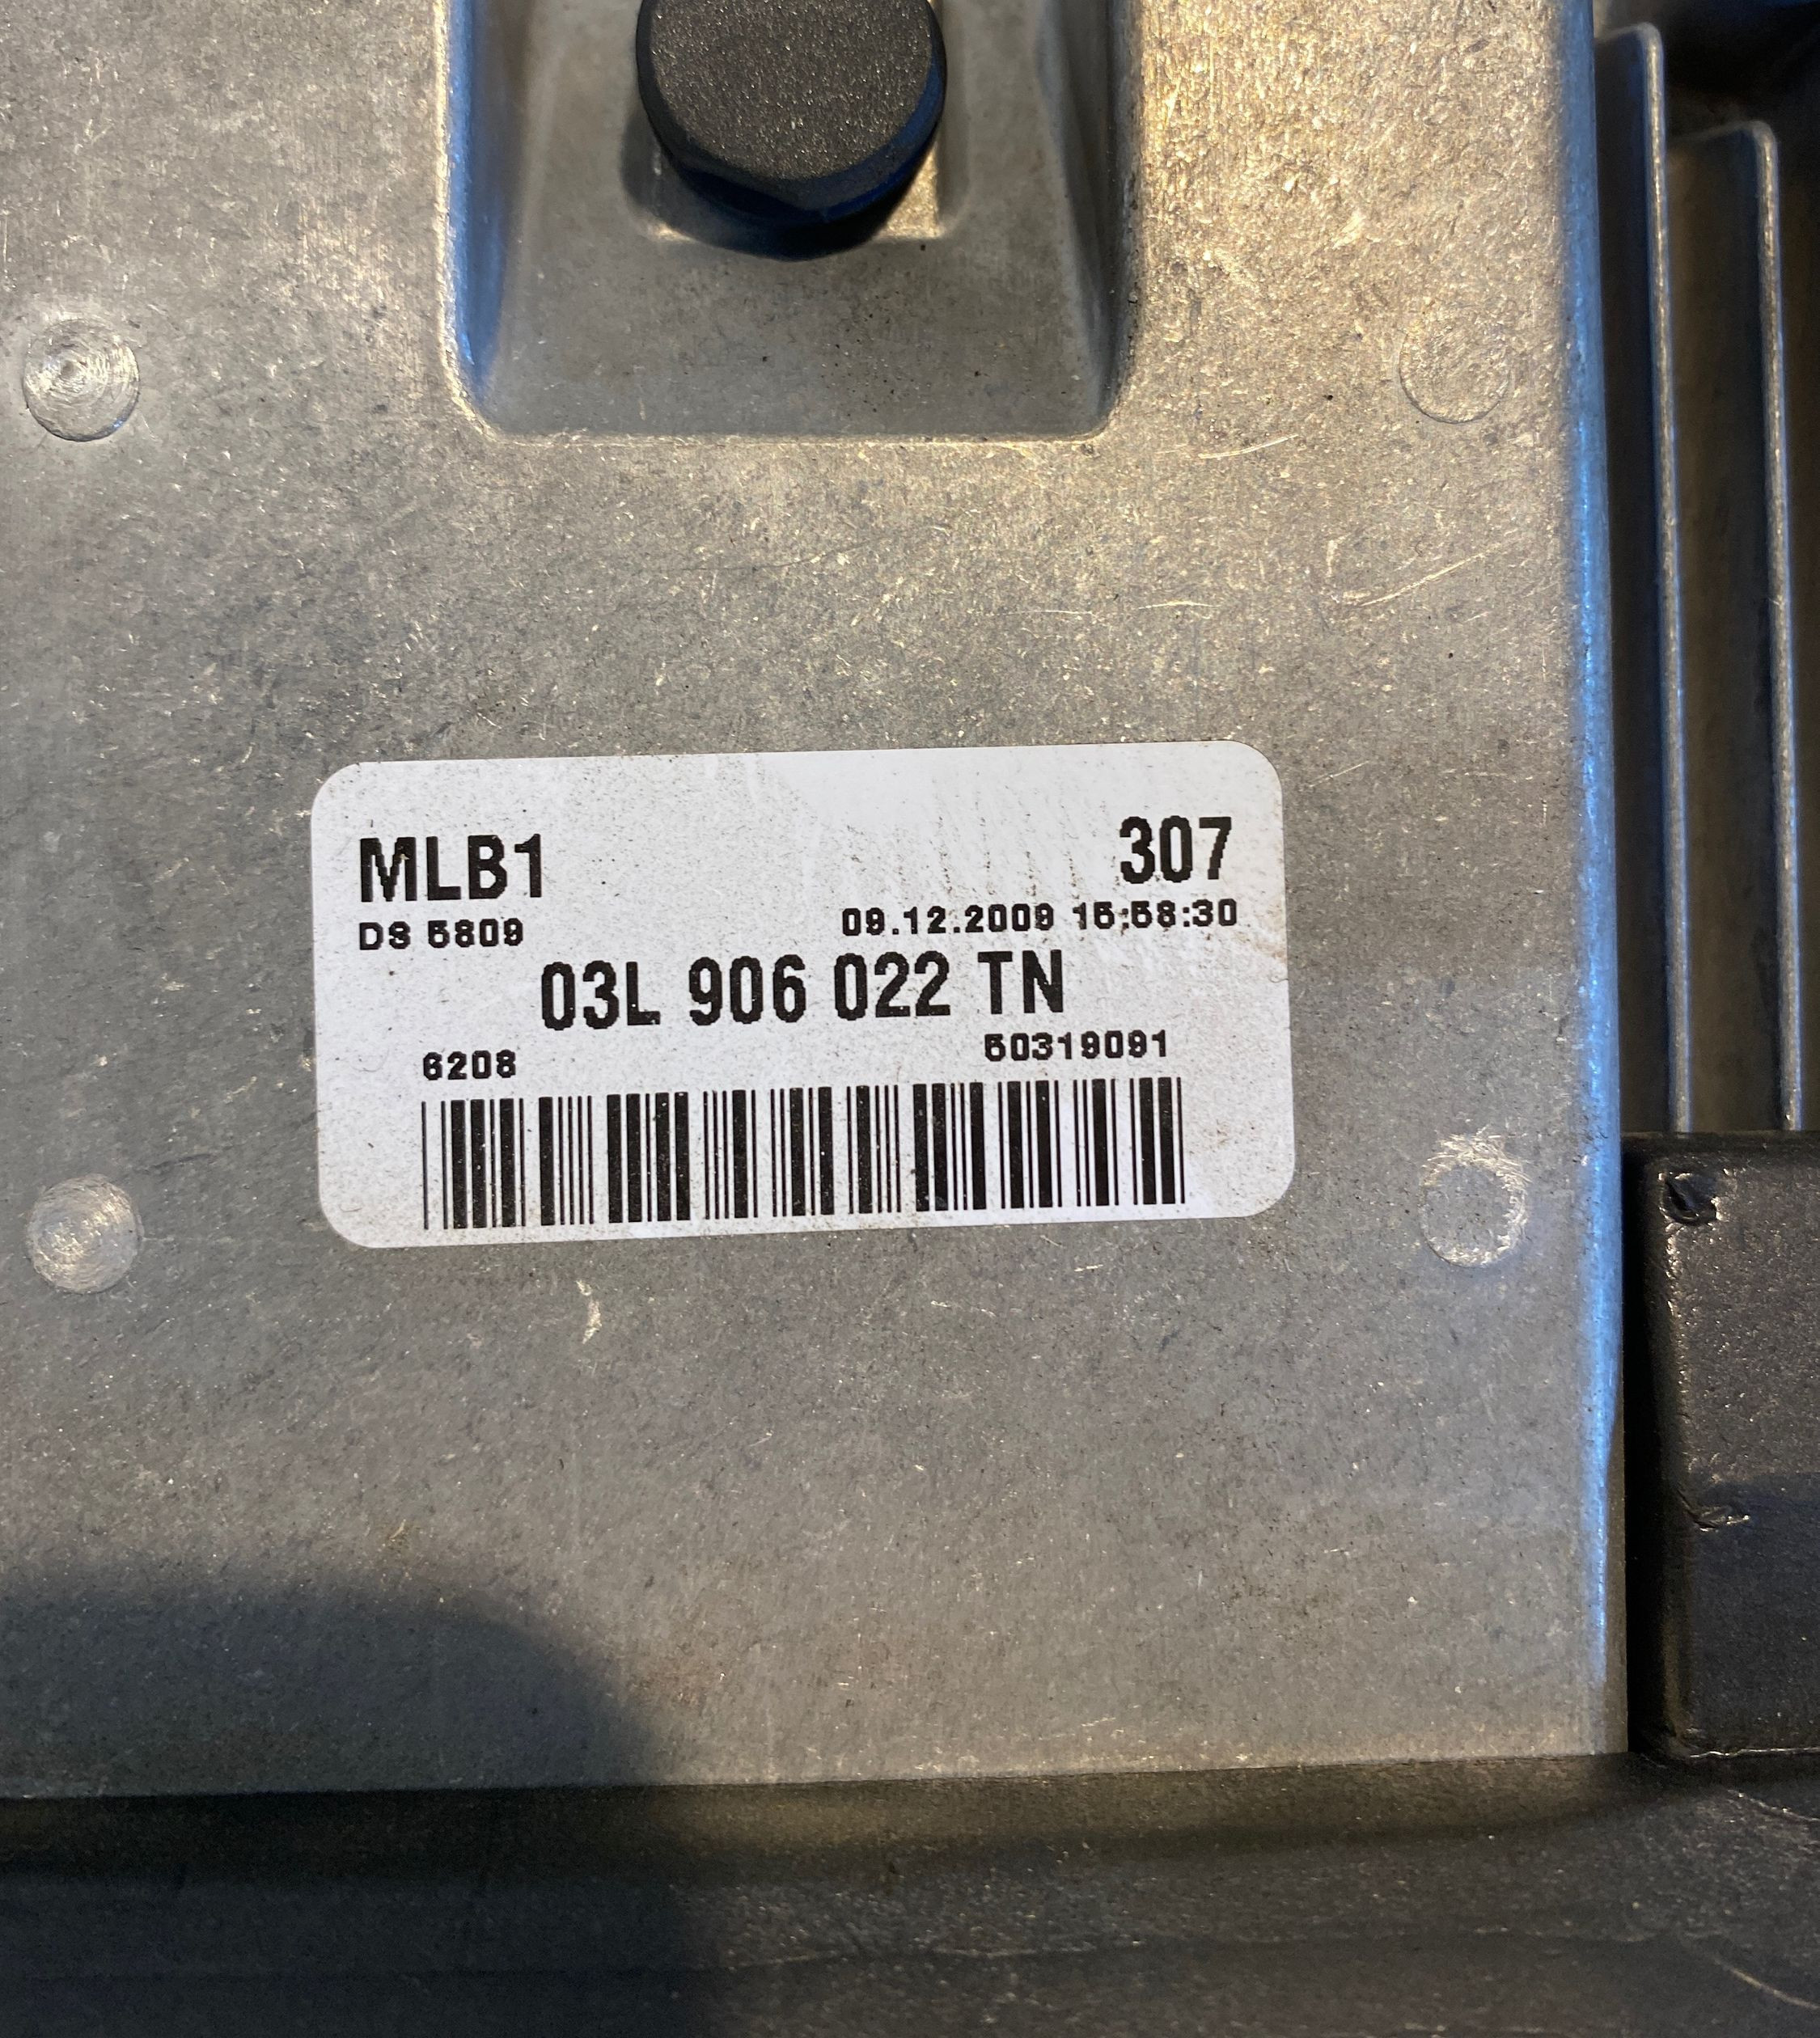 MLB1 307
DS 5809 09.12.2009 15:58:30
03L 906 022 TN
6208 50319091